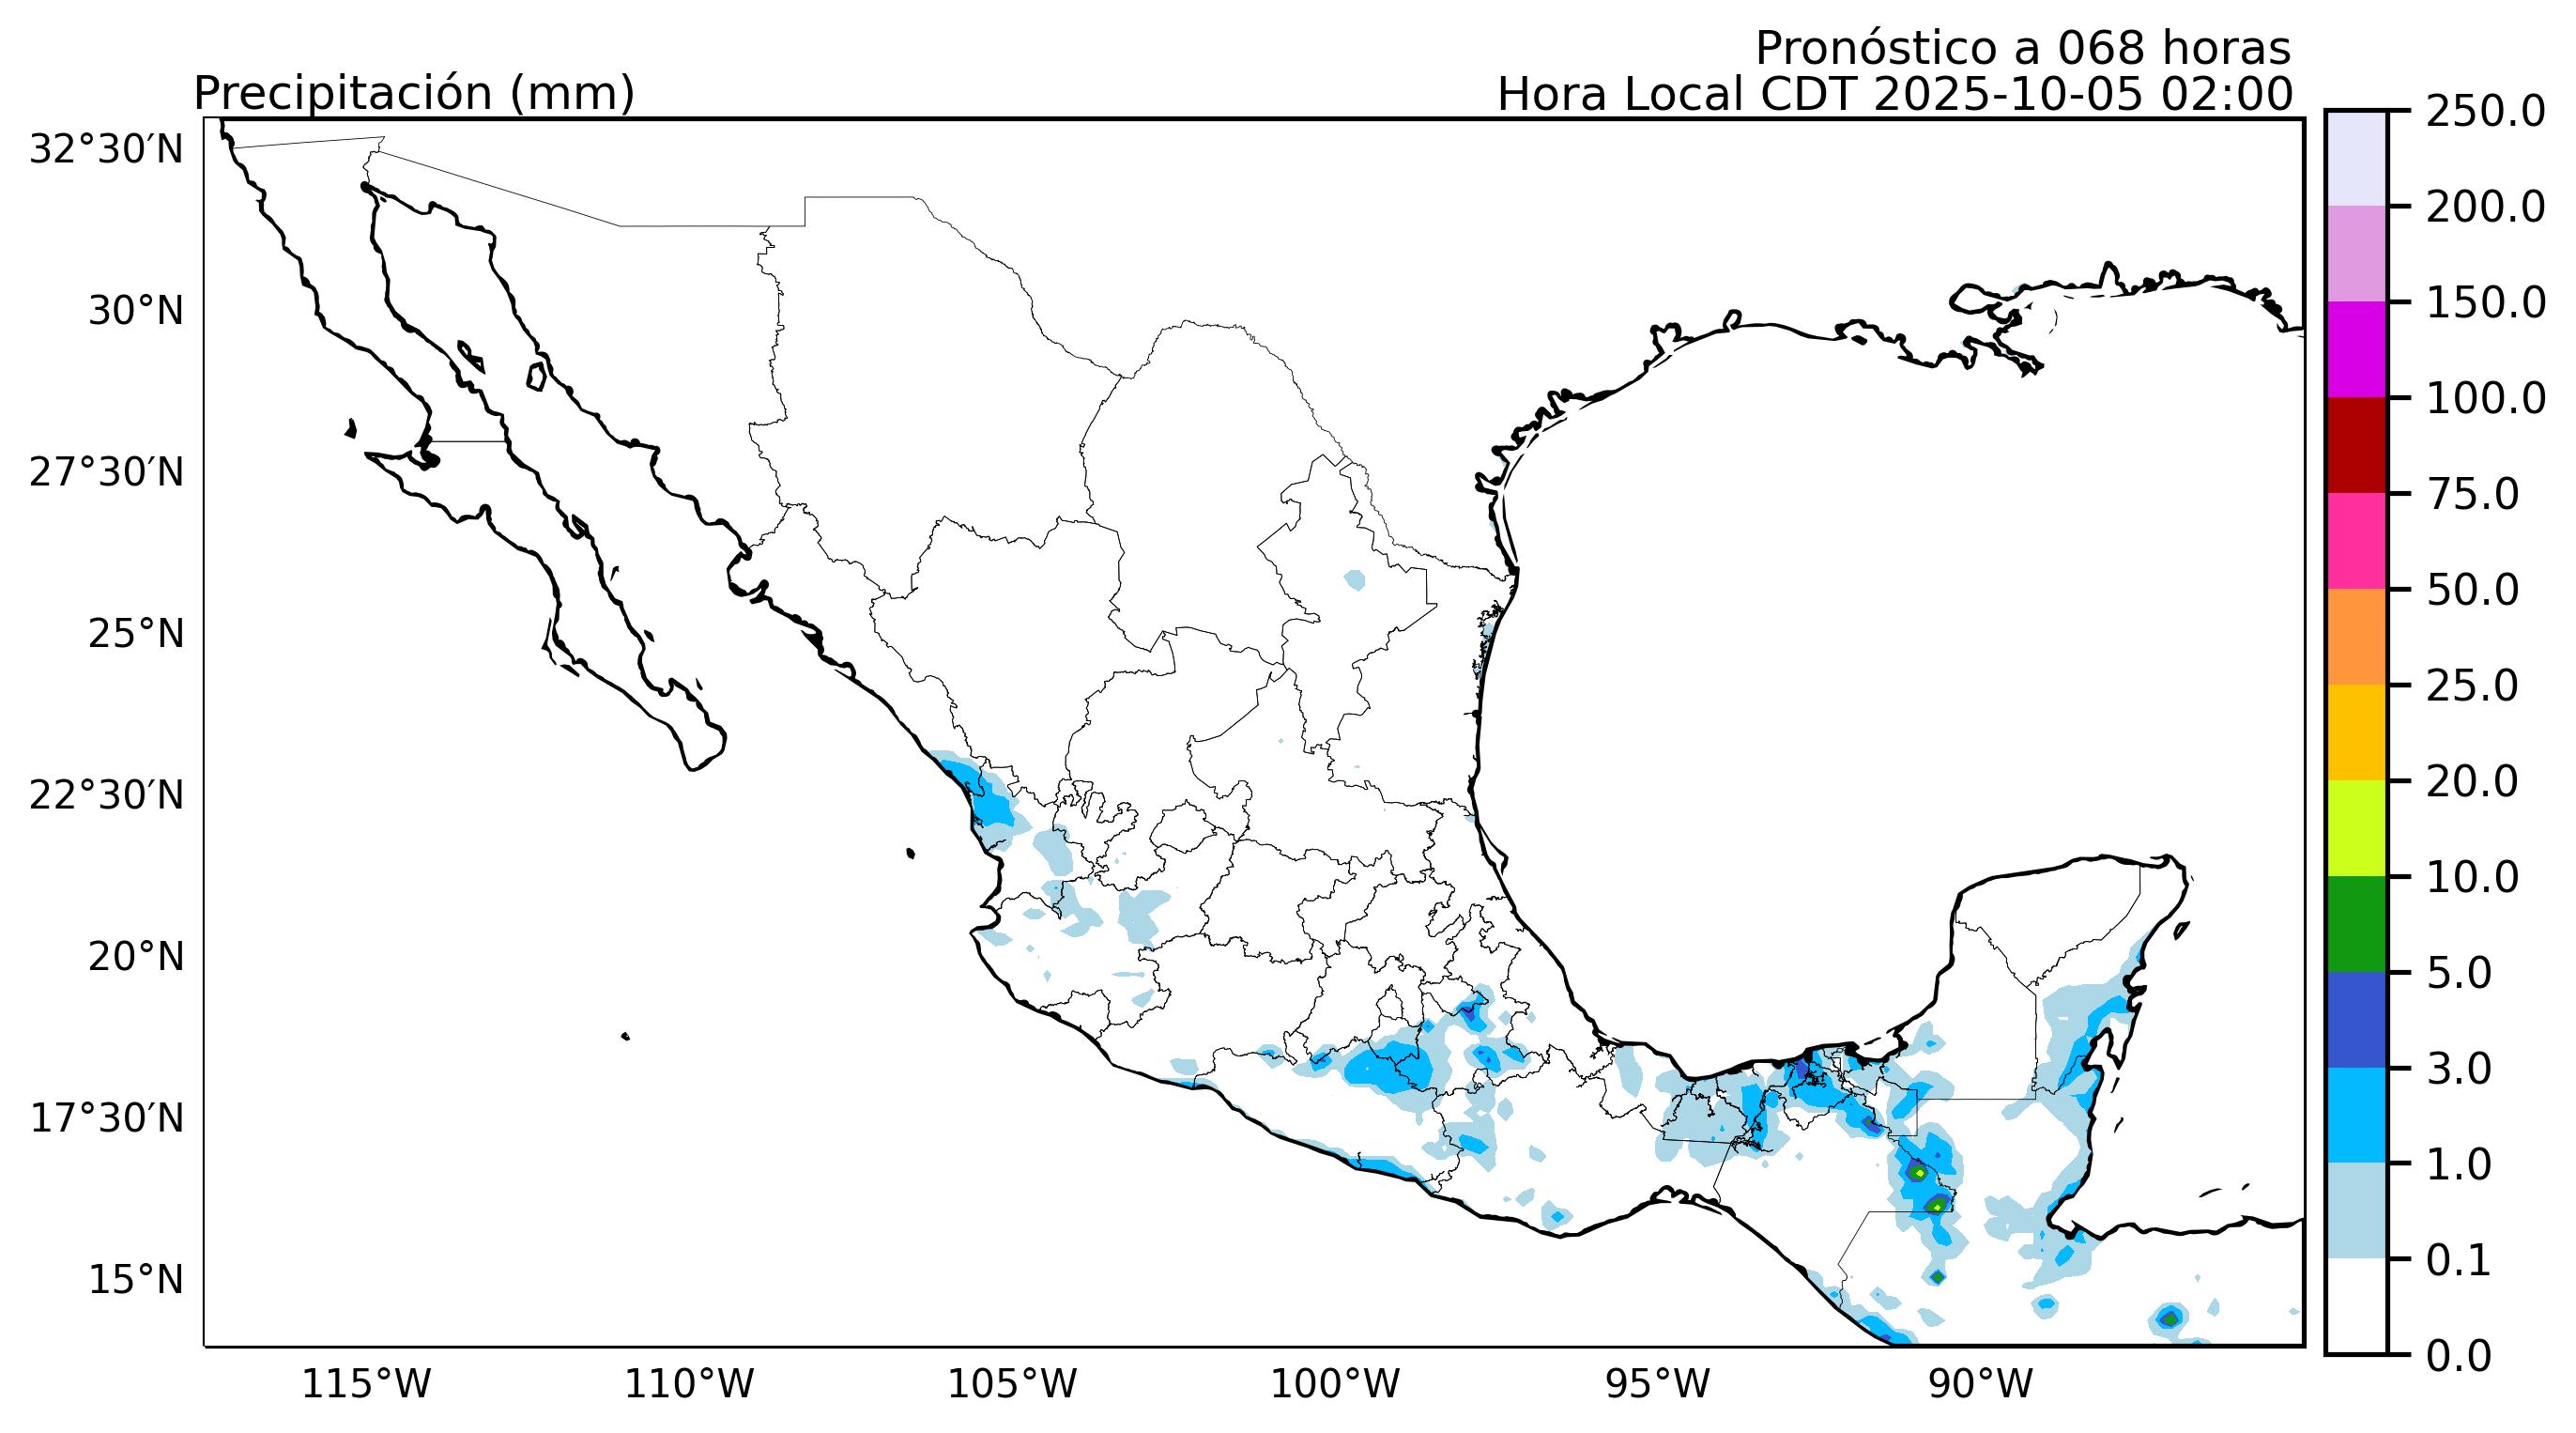 Pronóstico a 068 horas
Precipitación (mm)
Hora Local CDT 2025-10-05 02:00
32°30′N
30°N
27°30′N
25°N
22°30′N
20°N
17°30′N
15°N
115°W
110°W
105°W
100°W
95°W
90°W
250.0
200.0
150.0
100.0
75.0
50.0
25.0
20.0
10.0
5.0
3.0
1.0
0.1
0.0